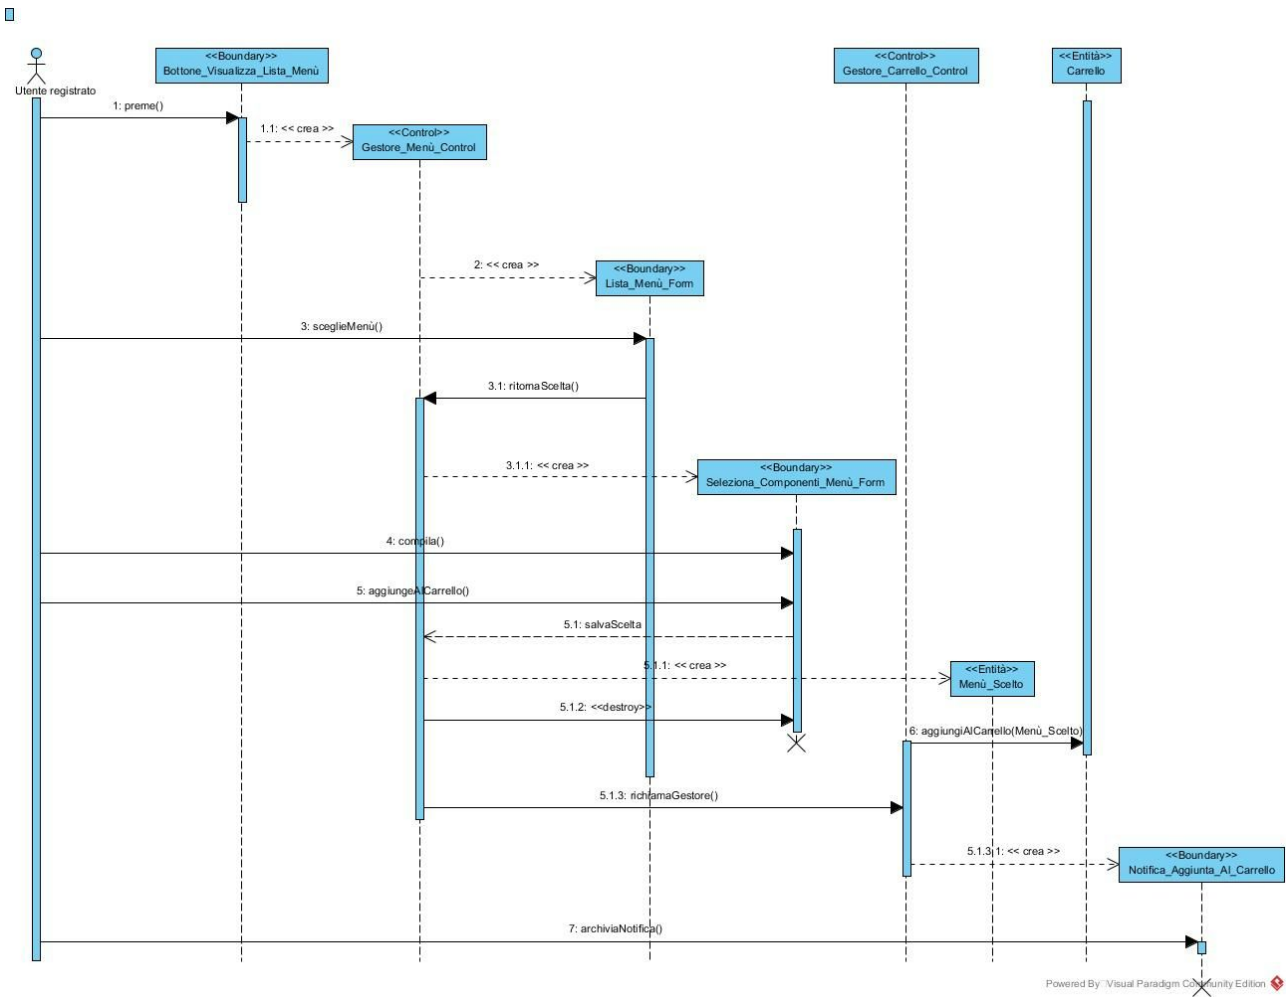 <<Boundary>>
Bottone_Visualizza_Lista_Menù
<<Control>>
Gestore_Carrello_Control
<<Entità>>
Carrello
Utente registrato
1: preme()
1.1: << crea >>
<<Control>>
Gestore_Menù_Control
2: << crea >>
<<Boundary>>
Lista_Menù_Form
3: sceglieMenù()
3.1: ritornaScelta()
3.1.1: << crea >>
<<Boundary>>
Seleziona_Componenti_Menù_Form
4: compila()
5: aggiungeAlCarrello()
5.1: salvaScelta
5.1.1: << crea >>
<<Entità>>
Menù_Scelto
5.1.2: <<destroy>>
6: aggiungiAlCarrello(Menù_Scelto)
5.1.3: richiamaGestore()
5.1.3.1: << crea >>
<<Boundary>>
Notifica_Aggiunta_Al_Carrello
7: archiviaNotifica()
Powered By Visual Paradigm Community Edition